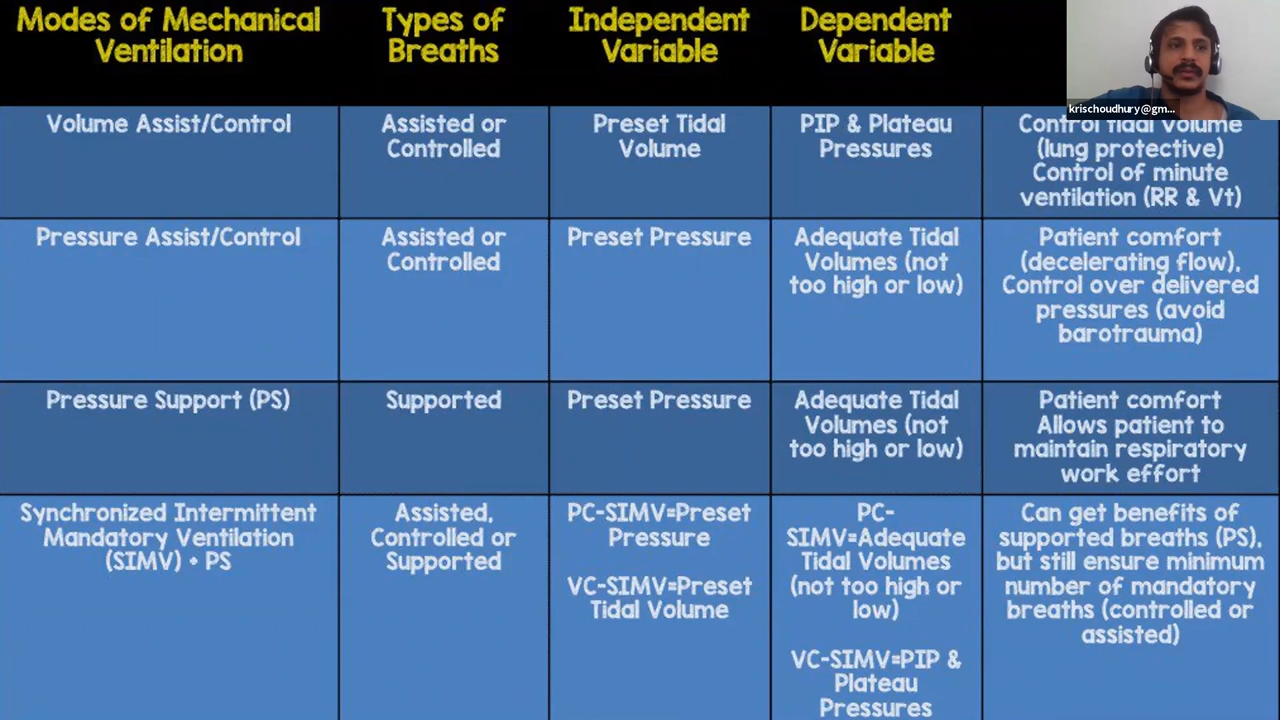 Modes of Mechanical
Ventilation
Types of
Breaths
Independent
Variable
Dependent
Variable
krischoudhury@gm...
Volume Assist/Control
Assisted or
Controlled
Preset Tidal
Volume
PIP & Plateau
Pressures
Control tidal volume
(lung protective)
Control of minute
ventilation (RR & Vt)
Pressure Assist/Control
Assisted or
Controlled
Preset Pressure
Adequate Tidal
Volumes (not
too high or low)
Patient comfort
(decelerating flow),
Control over delivered
pressures (avoid
barotrauma)
Pressure Support (PS)
Supported
Preset Pressure
Adequate Tidal
Volumes (not
too high or low)
Patient comfort
Allows patient to
maintain respiratory
work effort
Synchronized Intermittent
Mandatory Ventilation
(SIMV) + PS
Assisted,
Controlled or
Supported
PC-SIMV=Preset
Pressure
VC-SIMV=Preset
Tidal Volume
PC-
SIMV=Adequate
Tidal Volumes
(not too high or
low)
VC-SIMV=PIP &
Plateau
Pressures
Can get benefits of
supported breaths (PS),
but still ensure minimum
number of mandatory
breaths (controlled or
assisted)